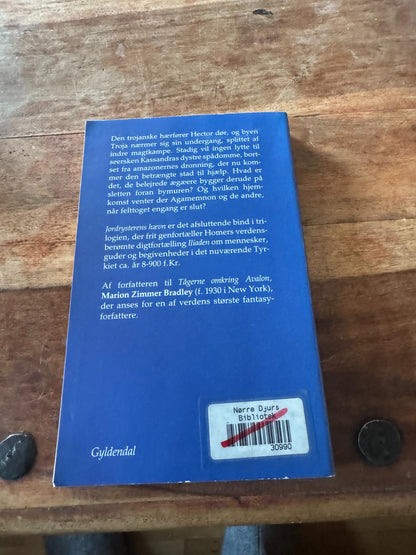 Den trojanske hærfører Hector dør, og byen
Troja nærmer sig sin undergang, splittet af
indre magtkampe. Stadig vil ingen lytte til
seersken Kassandras dystre spådomme, bort-
set fra amazonernes dronning, der nu kom-
mer den betrængte stad til hjælp. Hvad er
det, de belejrede ægæere bygger derude på
sletten foran bymuren? Og hvilken hjem-
komst venter der Agamemnon og de andre,
når felttoget engang er slut?
Jordrysterens hævn er det afsluttende bind i tri-
logien, der frit genfortæller Homers verdens-
berømte digtfortælling Iliaden om mennesker,
guder og begivenheder i det nuværende Tyr-
kiet ca. år 8-900 f.Kr.
Af forfatteren til Tågerne omkring Avalon,
Marion Zimmer Bradley (f. 1930 i New York),
der anses for en af verdens største fantasy-
forfattere.
Nørre Djurs
Bibliotek
30990
Gyldendal